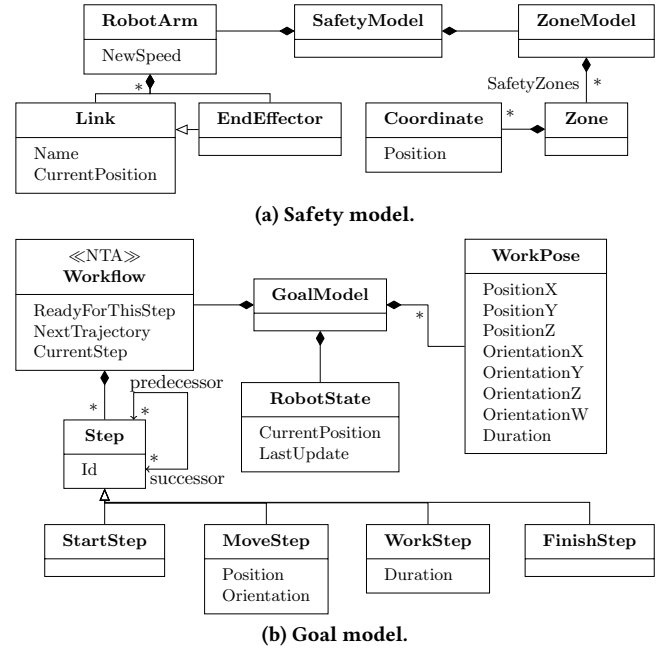 RobotArm
NewSpeed
SafetyModel
ZoneModel
*
SafetyZones *
Link
Name
CurrentPosition
EndEffector
Coordinate
Position
*
Zone
(a) Safety model.
≪NTA≫
Workflow
ReadyForThisStep
NextTrajectory
CurrentStep
GoalModel
*
WorkPose
PositionX
PositionY
PositionZ
OrientationX
OrientationY
OrientationZ
OrientationW
Duration
RobotState
CurrentPosition
LastUpdate
*
predecessor
*
Step
Id
*
successor
StartStep
MoveStep
Position
Orientation
WorkStep
Duration
FinishStep
(b) Goal model.